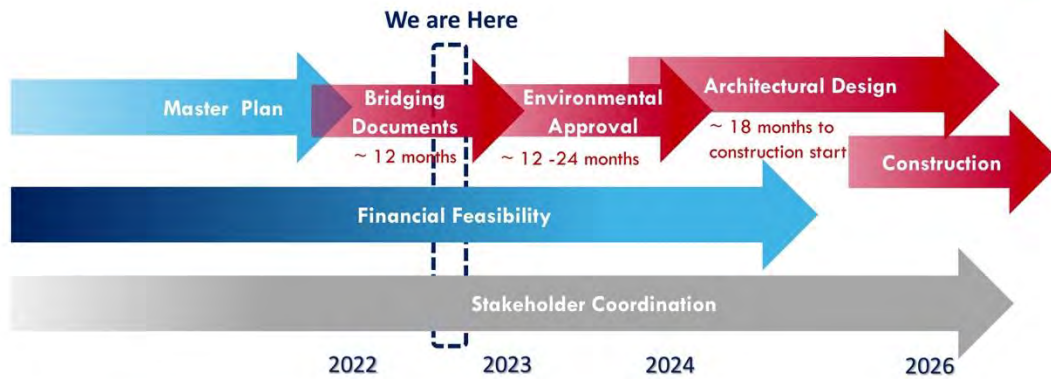 We are Here
Master Plan
Bridging
Documents
~ 12 months
Environmental
Approval
~ 12 -24 months
Architectural Design
~ 18 months to
construction start
Construction
Financial Feasibility
Stakeholder Coordination
2022
2023
2024
2026